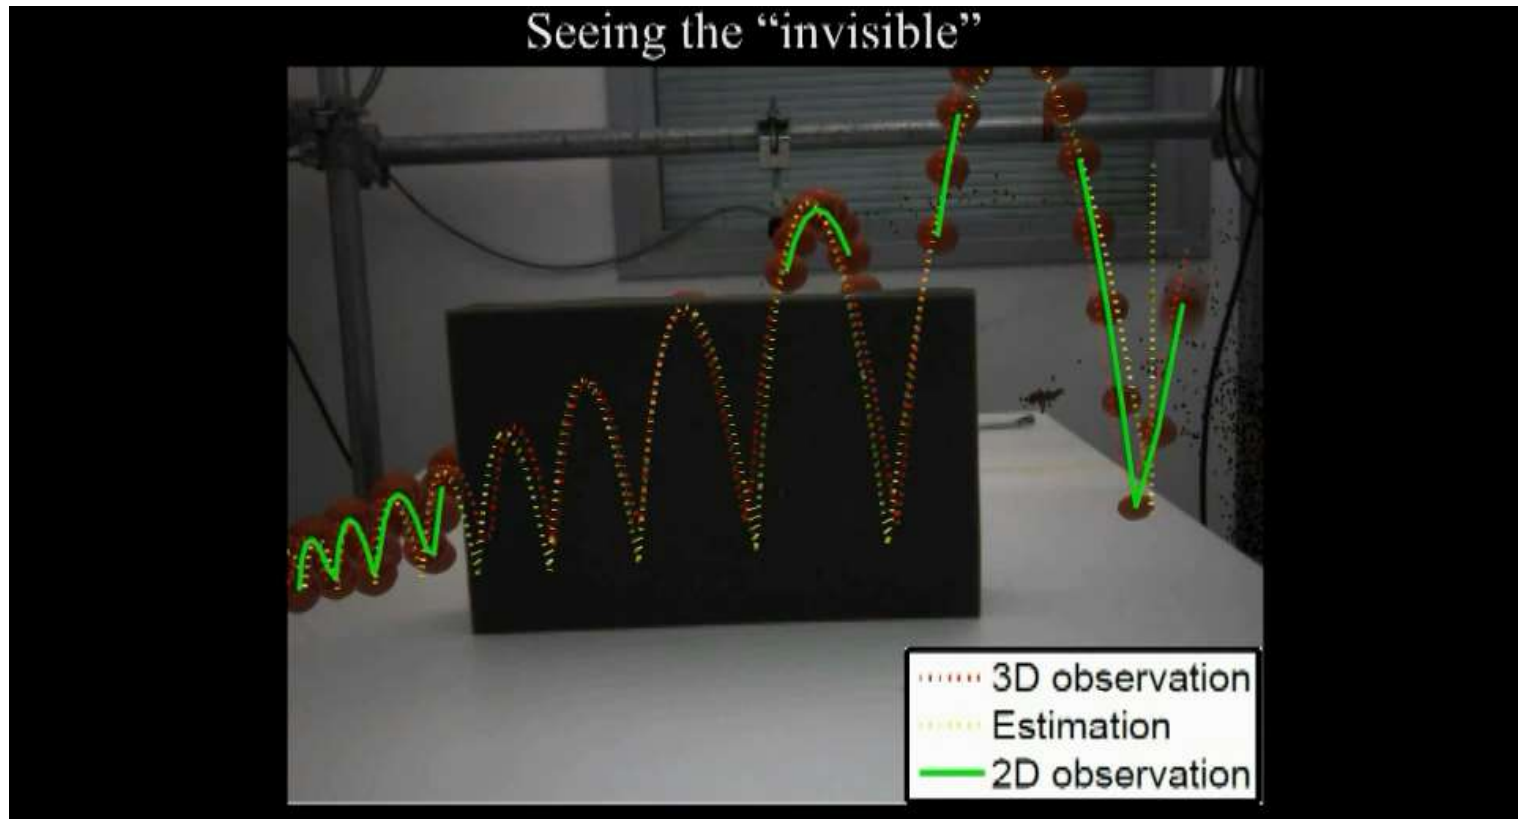 Seeing the “invisible”
3D observation
Estimation
2D observation